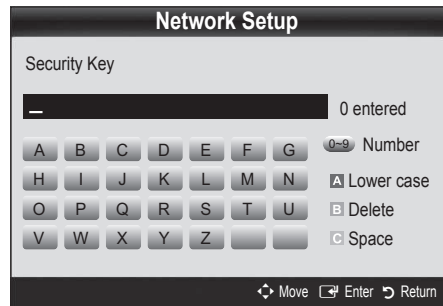 Network Setup
Security Key
_ 0 entered
A B C D E F G 0~9 Number
H I J K L M N A Lower case
O P Q R S T U B Delete
V W X Y Z C Space
Move Enter Return